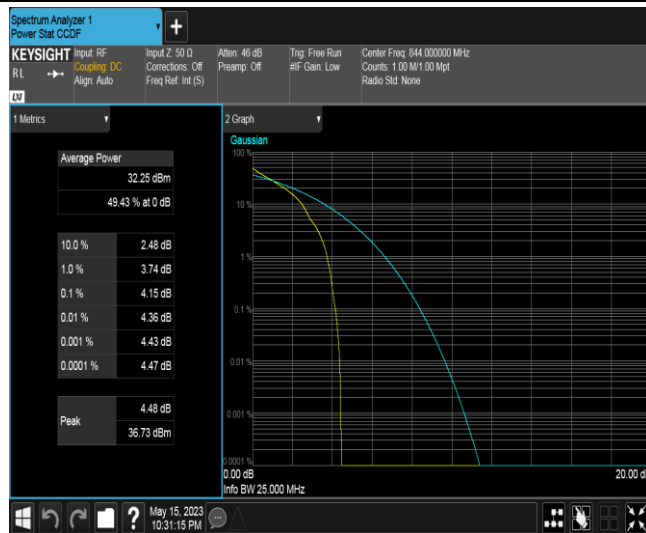 Spectrum Analyzer 1
Power Stat CCDF
+
KEYSIGHT
RL
Input: RF
Coupling: DC
Align: Auto
Input Z: 50 Ω
Corrections: Off
Freq Ref: Int (S)
Atten: 46 dB
Preamp: Off
Trig: Free Run
#IF Gain: Low
Center Freq: 844.000000 MHz
Counts: 1.00 M/1.00 Mpt
Radio Std: None
1 Metrics
Average Power
32.25 dBm
49.43 % at 0 dB
10.0 % 2.48 dB
1.0 % 3.74 dB
0.1 % 4.15 dB
0.01 % 4.36 dB
0.001 % 4.43 dB
0.0001 % 4.47 dB
Peak 4.48 dB
36.73 dBm
2 Graph
Gaussian
100 %
10 %
1 %
0.1 %
0.01 %
0.001 %
0.0001 %
0.00 dB 20.00 d
Info BW 25.000 MHz
?
May 15, 2023
10:31:15 PM